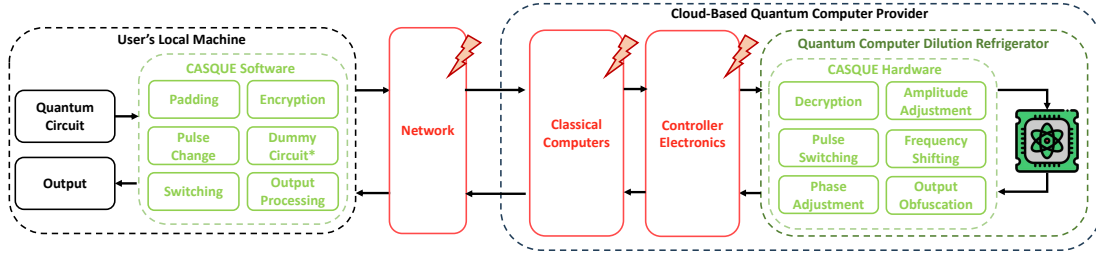 Cloud-Based Quantum Computer Provider
User's Local Machine
Quantum Computer Dilution Refrigerator
CASQUE Software
CASQUE Hardware
Quantum
Circuit
Output
Padding
Encryption
Pulse
Change
Dummy
Circuit*
Switching
Output
Processing
Network
Classical
Computers
Controller
Electronics
Decryption
Amplitude
Adjustment
Pulse
Switching
Frequency
Shifting
Phase
Adjustment
Output
Obfuscation